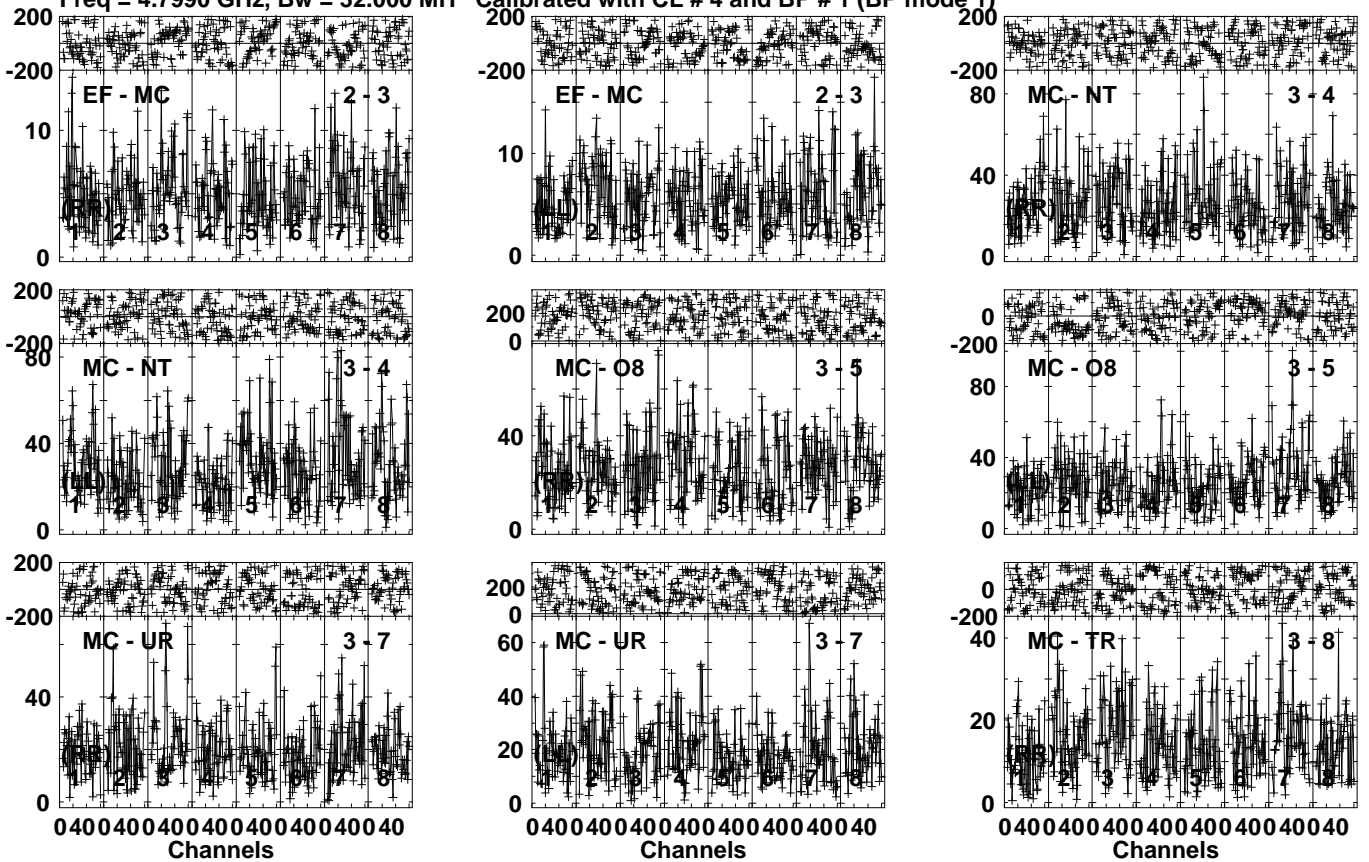 Freq = 4.7990 GHz, Bw = 32.000 MH Calibrated with CL # 4 and BP # 1 (BP mode 1)
200 200 200
-200 -200 -200
EF - MC 2 - 3 EF - MC 2 - 3 MC - NT 3 - 4
80
10 10
40
(RR) (LL) (RR)
1 2 3 4 5 6 7 8 1 2 3 4 5 6 7 8 1 2 3 4 5 6 7 8
0 0 0
200
200 0
-200 -200
80
MC - NT 3 - 4 MC - O8 3 - 5 MC - O8 3 - 5
80
40 40 40
(LL) (RR) (LL)
1 2 3 4 5 6 7 8 1 2 3 4 5 6 7 8 1 2 3 4 5 6 7 8
0 0 0
200
200 0
-200 0 -200
MC - UR 3 - 7 MC - UR 3 - 7 MC - TR 3 - 8
60 40
40 40
20 20
(RR) (LL) (RR)
1 2 3 4 5 6 7 8 1 2 3 4 5 6 7 8 1 2 3 4 5 6 7 8
0 0 0
0 40 0 40 0 40 0 40 0 40 0 40 0 40 40 0 40 0 40 0 40 0 40 0 40 0 40 0 40 40 0 40 0 40 0 40 0 40 0 40 0 40 0 40 40
Channels Channels Channels